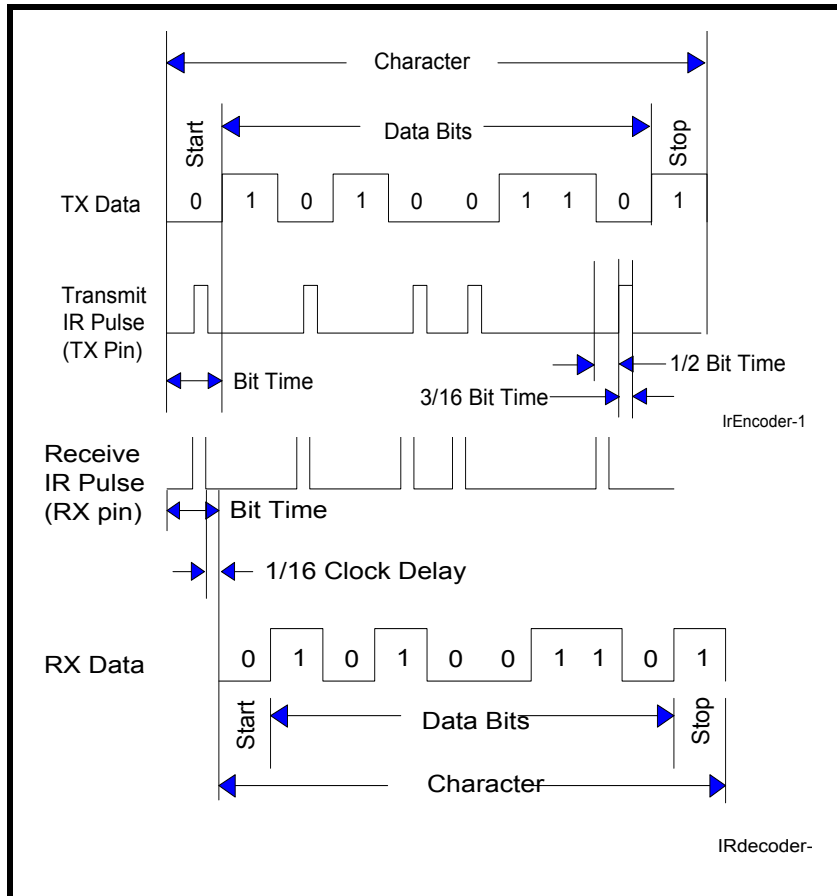 Character
Start
Data Bits
Stop
TX Data
0 1 0 1 0 0 1 1 0 1
Transmit
IR Pulse
(TX Pin)
Bit Time
1/2 Bit Time
3/16 Bit Time
IrEncoder-1
Receive
IR Pulse
(RX pin)
Bit Time
1/16 Clock Delay
RX Data
0 1 0 1 0 0 1 1 0 1
Start
Data Bits
Stop
Character
IRdecoder-